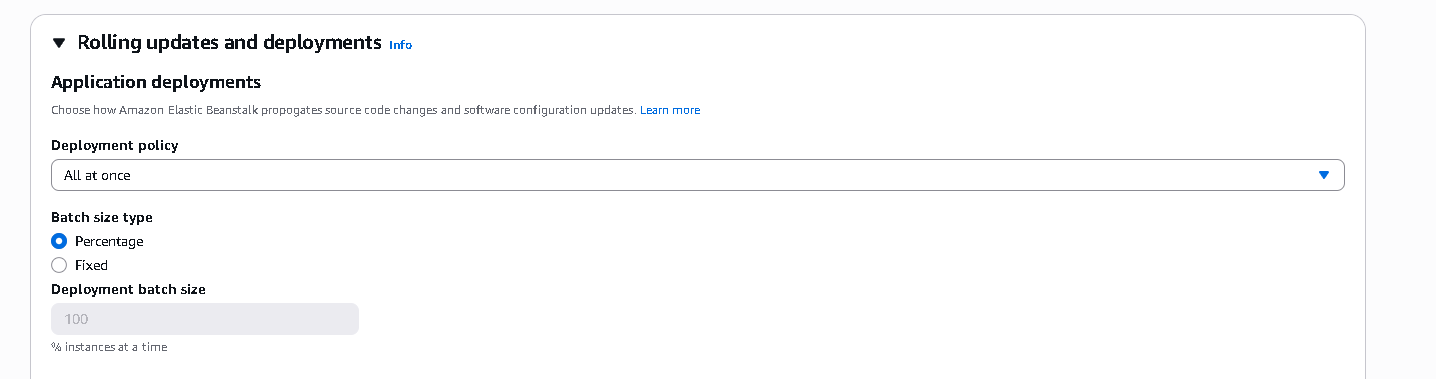 Rolling updates and deployments Info
Application deployments
Choose how Amazon Elastic Beanstalk propogates source code changes and software configuration updates. Learn more
Deployment policy
All at once
Batch size type
Percentage
Fixed
Deployment batch size
100
% instances at a time